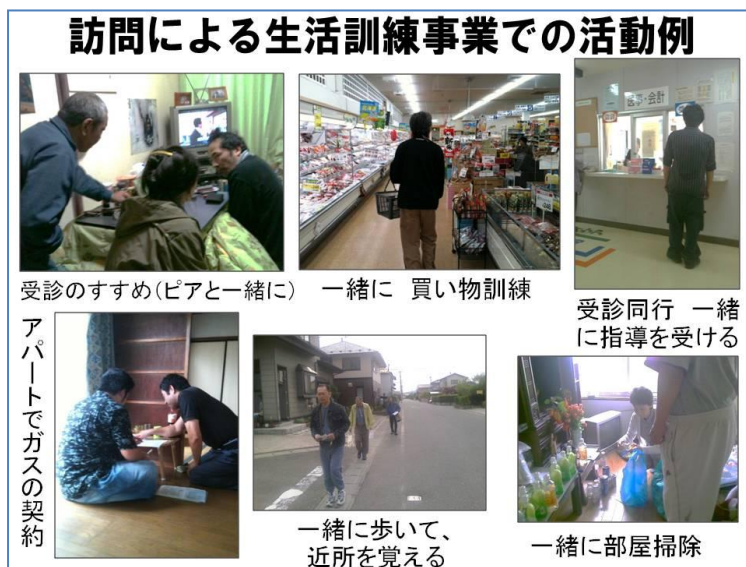 訪問による生活訓練事業での活動例
受診のすすめ(ピアと一緒に)
一緒に 買い物訓練
医事・会計
受診同行 一緒
に指導を受ける
アパートでガスの契約
一緒に歩いて、
近所を覚える
一緒に部屋掃除